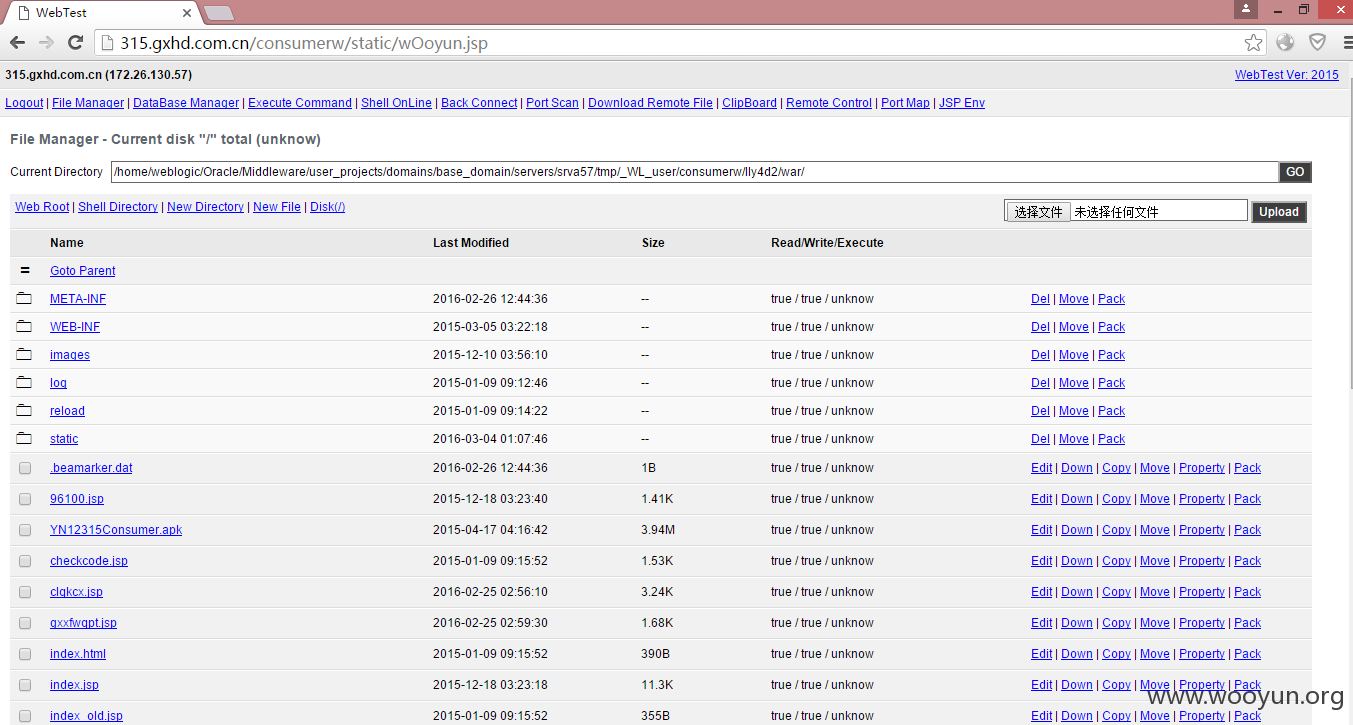 WebTest
315.gxhd.com.cn/consumerw/static/wOoyun.jsp
315.gxhd.com.cn (172.26.130.57) WebTest Ver: 2015
Logout | File Manager | DataBase Manager | Execute Command | Shell OnLine | Back Connect | Port Scan | Download Remote File | ClipBoard | Remote Control | Port Map | JSP Env
File Manager - Current disk "/" total (unknow)
Current Directory /home/weblogic/Oracle/Middleware/user_projects/domains/base_domain/servers/srva57/tmp/_WL_user/consumerw/lly4d2/war/ GO
Web Root | Shell Directory | New Directory | New File | Disk(/) 选择文件 未选择任何文件 Upload
Name Last Modified Size Read/Write/Execute
= Goto Parent
META-INF 2016-02-26 12:44:36 -- true / true / unknow Del | Move | Pack
WEB-INF 2015-03-05 03:22:18 -- true / true / unknow Del | Move | Pack
images 2015-12-10 03:56:10 -- true / true / unknow Del | Move | Pack
log 2015-01-09 09:12:46 -- true / true / unknow Del | Move | Pack
reload 2015-01-09 09:14:22 -- true / true / unknow Del | Move | Pack
static 2016-03-04 01:07:46 -- true / true / unknow Del | Move | Pack
.beamarker.dat 2016-02-26 12:44:36 1B true / true / unknow Edit | Down | Copy | Move | Property | Pack
96100.jsp 2015-12-18 03:23:40 1.41K true / true / unknow Edit | Down | Copy | Move | Property | Pack
YN12315Consumer.apk 2015-04-17 04:16:42 3.94M true / true / unknow Edit | Down | Copy | Move | Property | Pack
checkcode.jsp 2015-01-09 09:15:52 1.53K true / true / unknow Edit | Down | Copy | Move | Property | Pack
clqkcx.jsp 2016-02-25 02:56:10 3.24K true / true / unknow Edit | Down | Copy | Move | Property | Pack
gxxfwqpt.jsp 2016-02-25 02:59:30 1.68K true / true / unknow Edit | Down | Copy | Move | Property | Pack
index.html 2015-01-09 09:15:52 390B true / true / unknow Edit | Down | Copy | Move | Property | Pack
index.jsp 2015-12-18 03:23:18 11.3K true / true / unknow Edit | Down | Copy | Move | Property | Pack
index_old.jsp 2015-01-09 09:15:52 355B true / true / unknow Edit | Down | Copy | Move | Property | Pack
www.wooyun.org